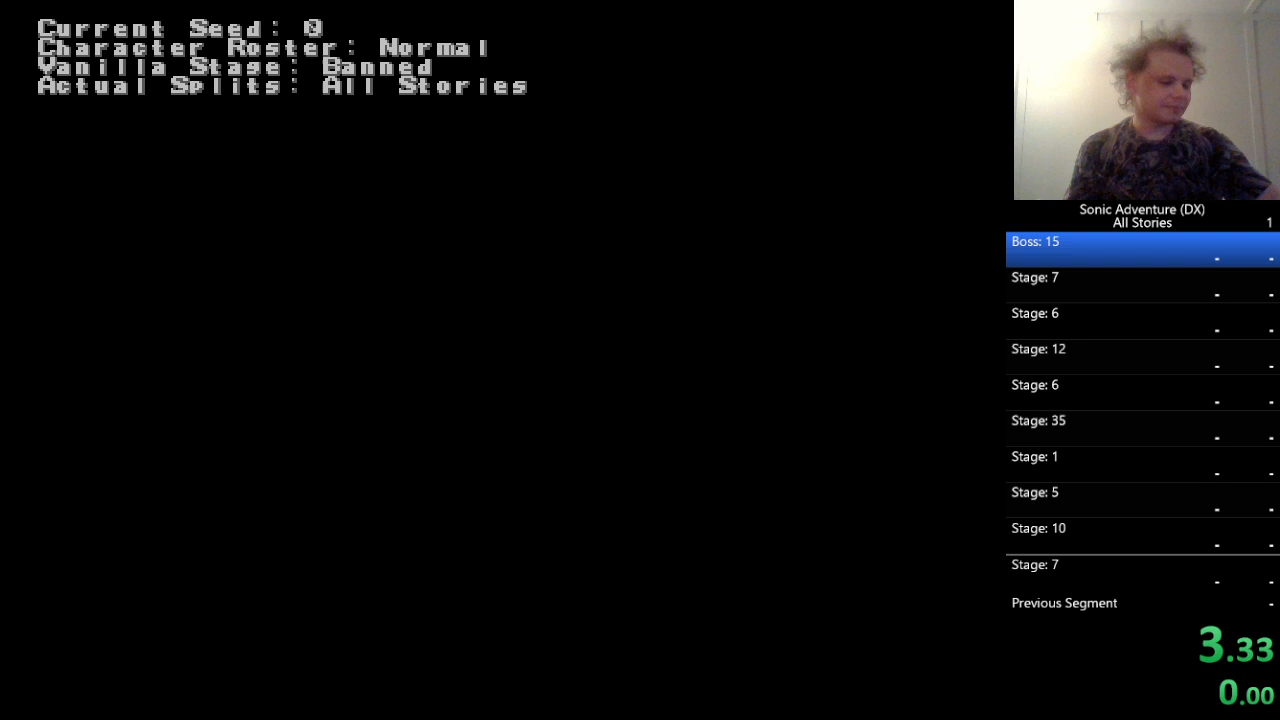 Current Seed: 0
Character Roster: Normal
Vanilla Stage: Banned
Actual Splits: All Stories
Sonic Adventure (DX)
All Stories 1
Boss: 15
- -
Stage: 7
- -
Stage: 6
- -
Stage: 12
- -
Stage: 6
- -
Stage: 35
- -
Stage: 1
- -
Stage: 5
- -
Stage: 10
- -
Stage: 7
- -
Previous Segment -
3.33
0.00